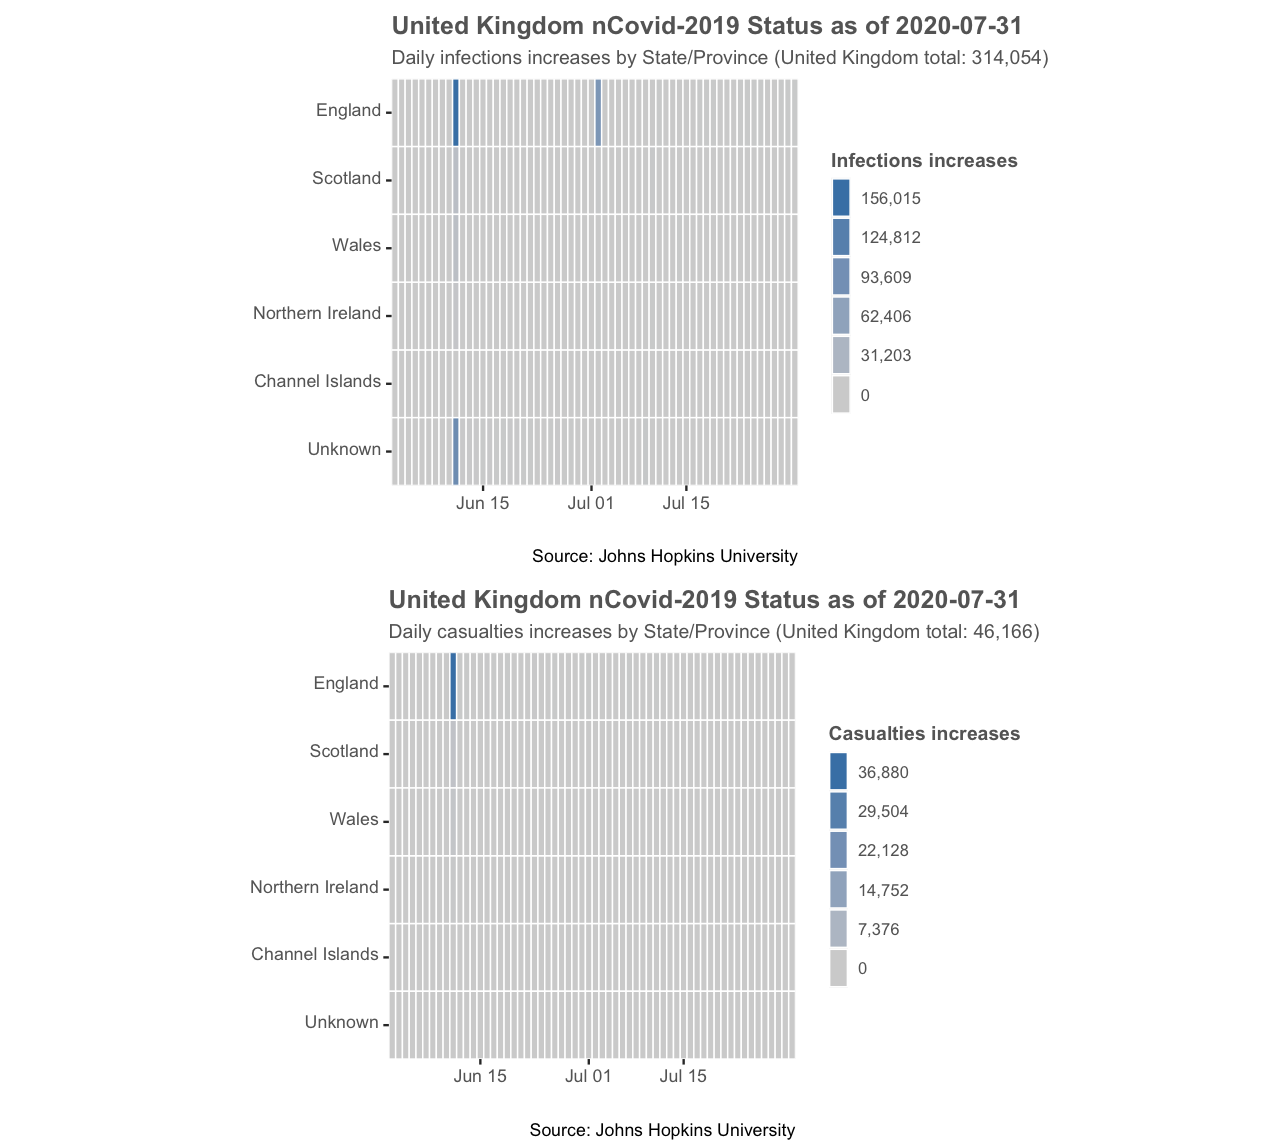 United Kingdom nCovid-2019 Status as of 2020-07-31
Daily infections increases by State/Province (United Kingdom total: 314,054)
England
Scotland
Wales
Northern Ireland
Channel Islands
Unknown
Jun 15 Jul 01 Jul 15
Infections increases
156,015
124,812
93,609
62,406
31,203
0
Source: Johns Hopkins University
United Kingdom nCovid-2019 Status as of 2020-07-31
Daily casualties increases by State/Province (United Kingdom total: 46,166)
England
Scotland
Wales
Northern Ireland
Channel Islands
Unknown
Jun 15 Jul 01 Jul 15
Casualties increases
36,880
29,504
22,128
14,752
7,376
0
Source: Johns Hopkins University